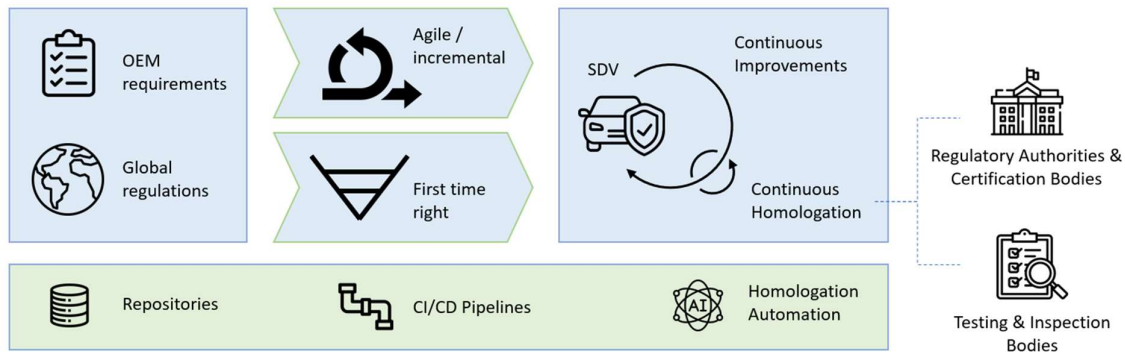 OEM
requirements
Global
regulations
Agile /
incremental
First time
right
SDV
Continuous
Improvements
Continuous
Homologation
Regulatory Authorities &
Certification Bodies
Testing & Inspection
Bodies
Repositories
CI/CD Pipelines
AI
Homologation
Automation